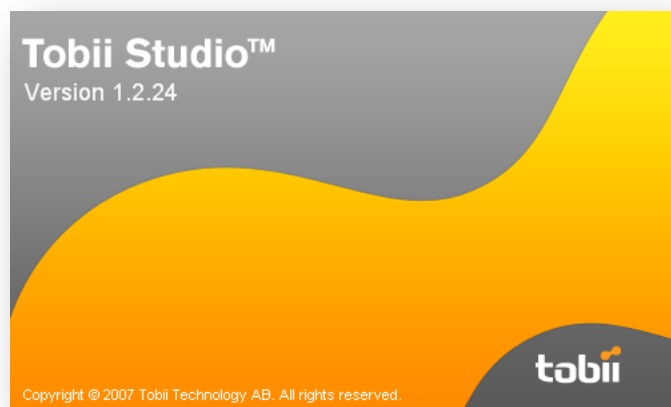 Tobii Studio™
Version 1.2.24
tobii
Copyright © 2007 Tobii Technology AB. All rights reserved.